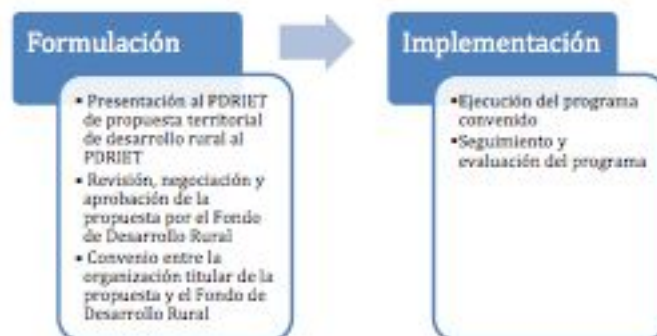 Formulación
• Presentación al PDRIET
de propuesta territorial
de desarrollo rural al
PDRIET
• Revisión, negociación y
aprobación de la
propuesta por el Fondo
de Desarrollo Rural
• Convenio entre la
organización titular de la
propuesta y el Fondo de
Desarrollo Rural
Implementación
•Ejecución del programa
convenido
•Seguimiento y
evaluación del programa